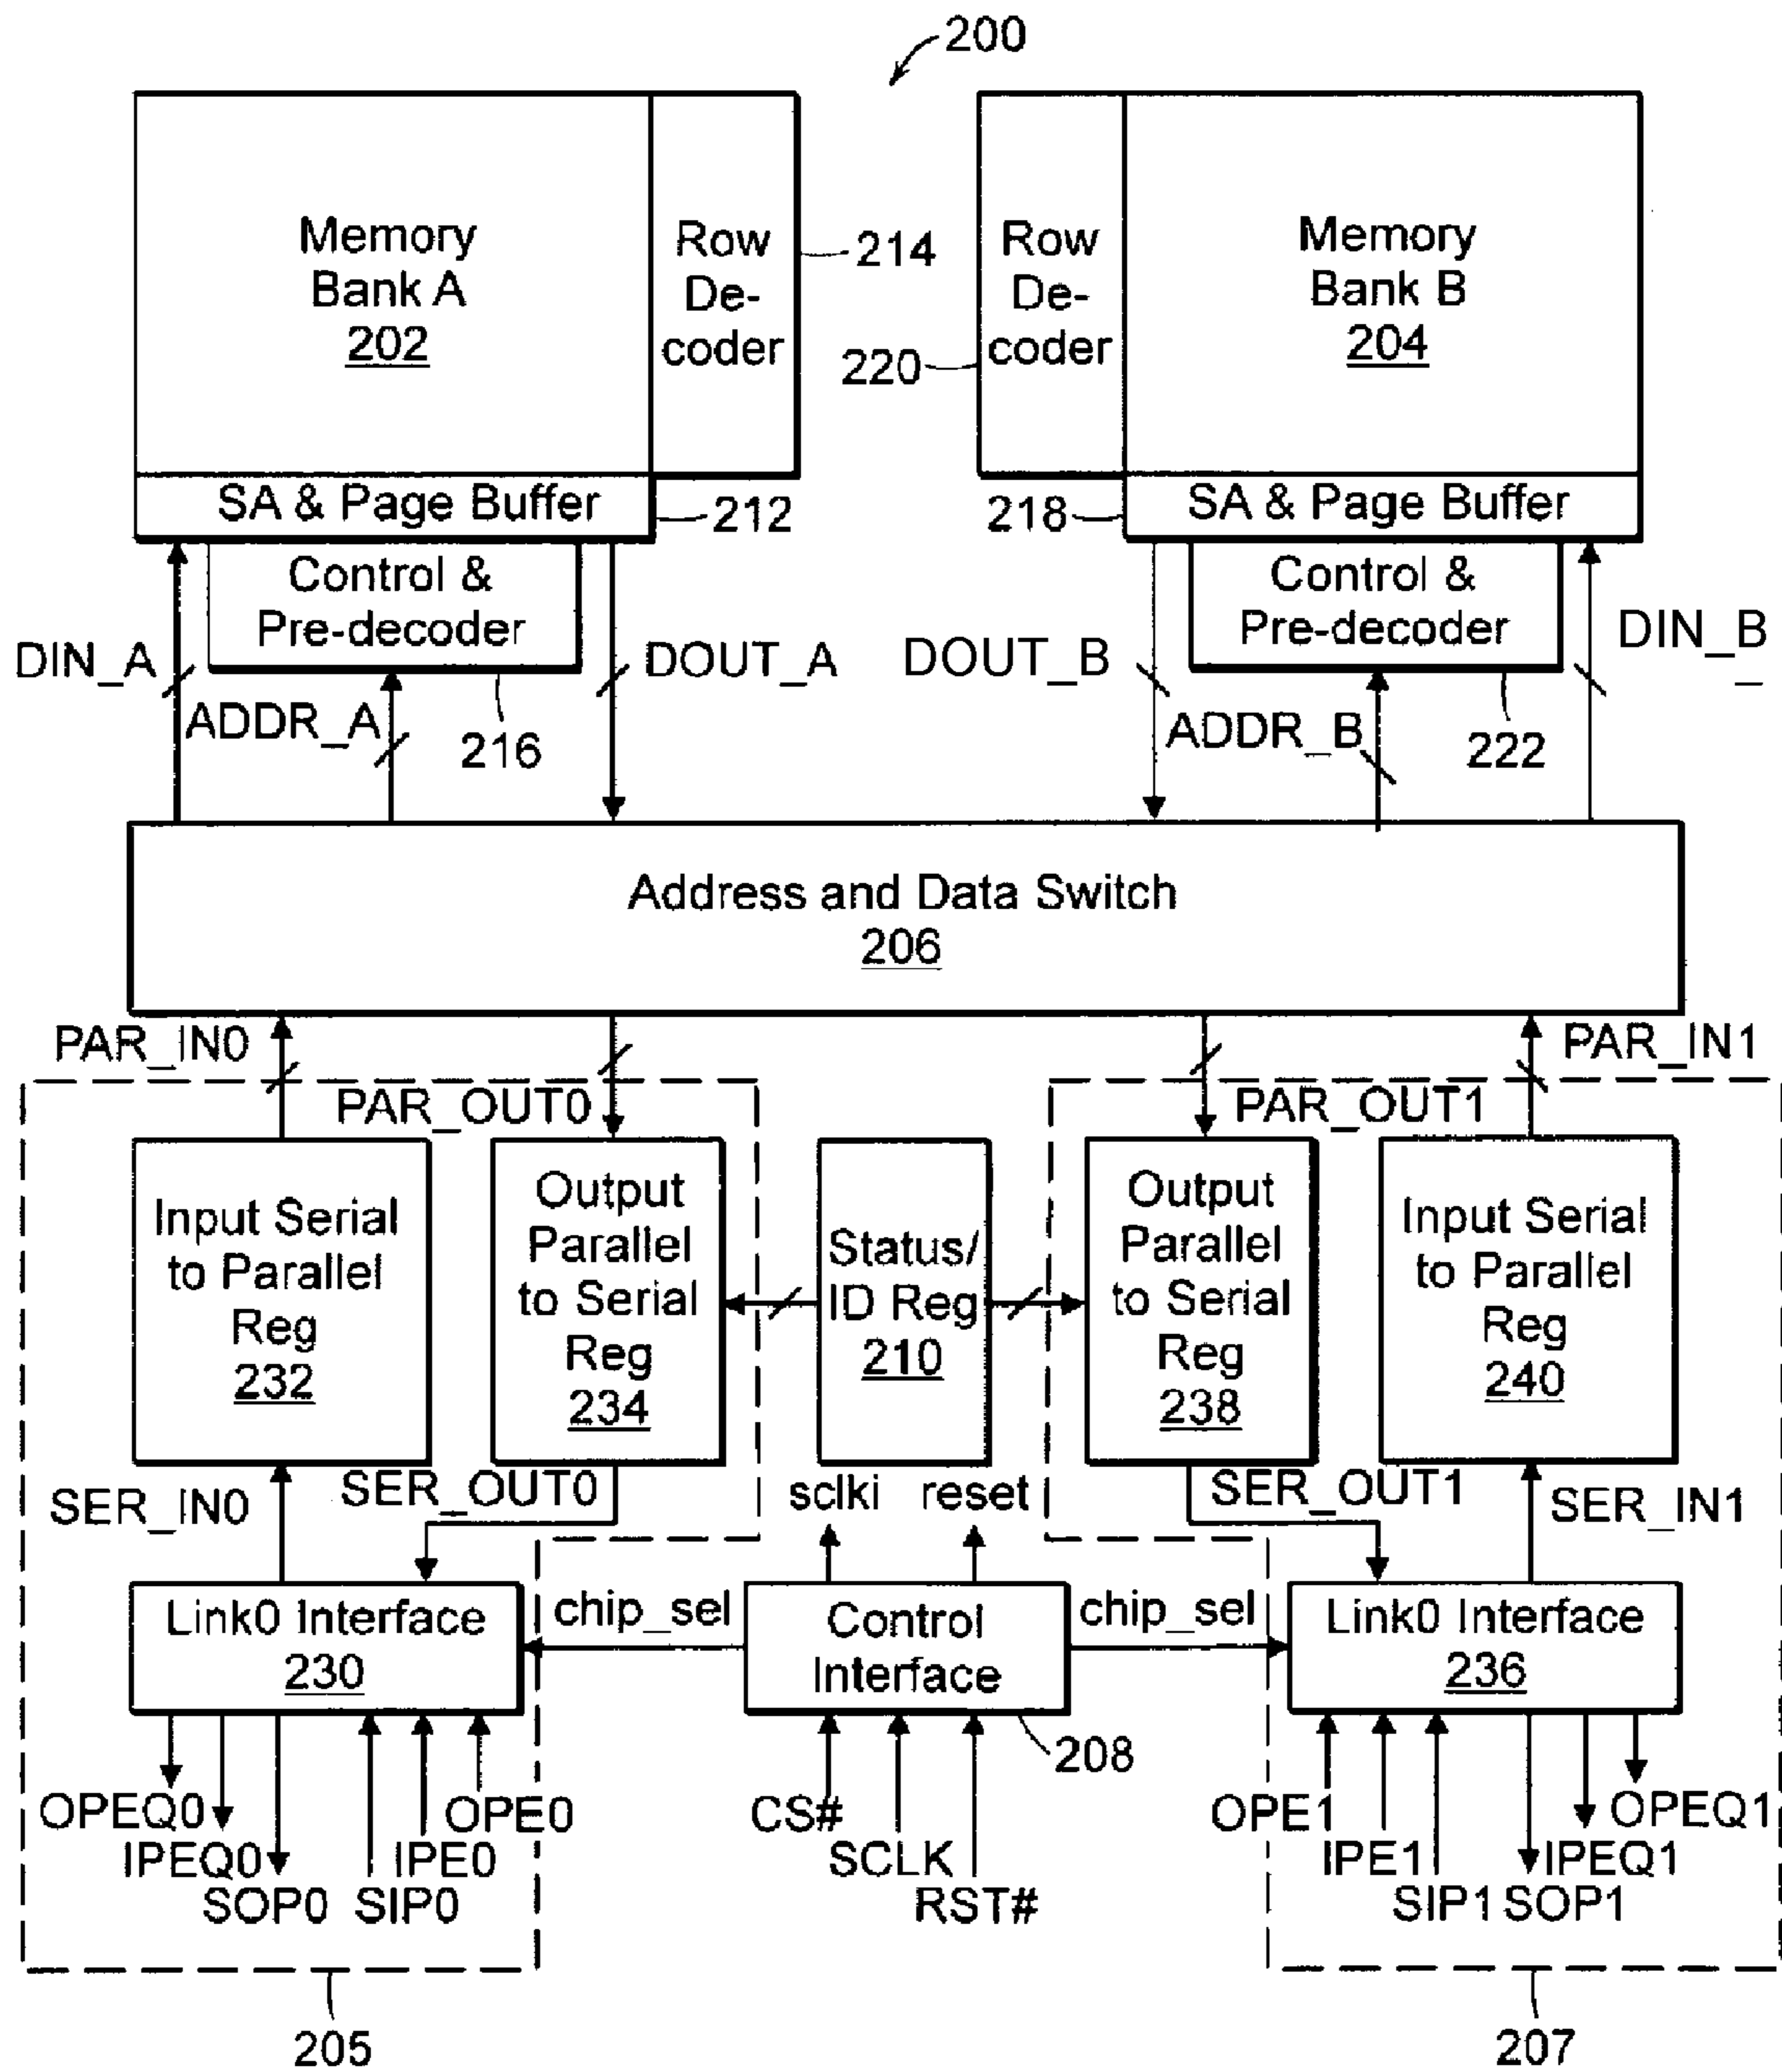 200
Memory
Bank A
202
Row
De-
coder
214
220
Row
De-
coder
Memory
Bank B
204
SA & Page Buffer
212
218
SA & Page Buffer
Control &
Pre-decoder
Control &
Pre-decoder
DIN_A
ADDR_A
216
DOUT_A
DOUT_B
ADDR_B
222
DIN_B
Address and Data Switch
206
PAR_IN0
PAR_OUT0
PAR_OUT1
PAR_IN1
Input Serial
to Parallel
Reg
232
Output
Parallel
to Serial
Reg
234
Status/
ID Reg
210
Output
Parallel
to Serial
Reg
238
Input Serial
to Parallel
Reg
240
SER_IN0
SER_OUT0
sclki
reset
SER_OUT1
SER_IN1
Link0 Interface
230
chip_sel
Control
Interface
208
chip_sel
Link0 Interface
236
OPEQ0
IPEQ0
SOP0
SIP0
IPE0
OPE0
CS#
SCLK
RST#
OPE1
IPE1
SIP1
SOP1
IPEQ1
OPEQ1
205
207